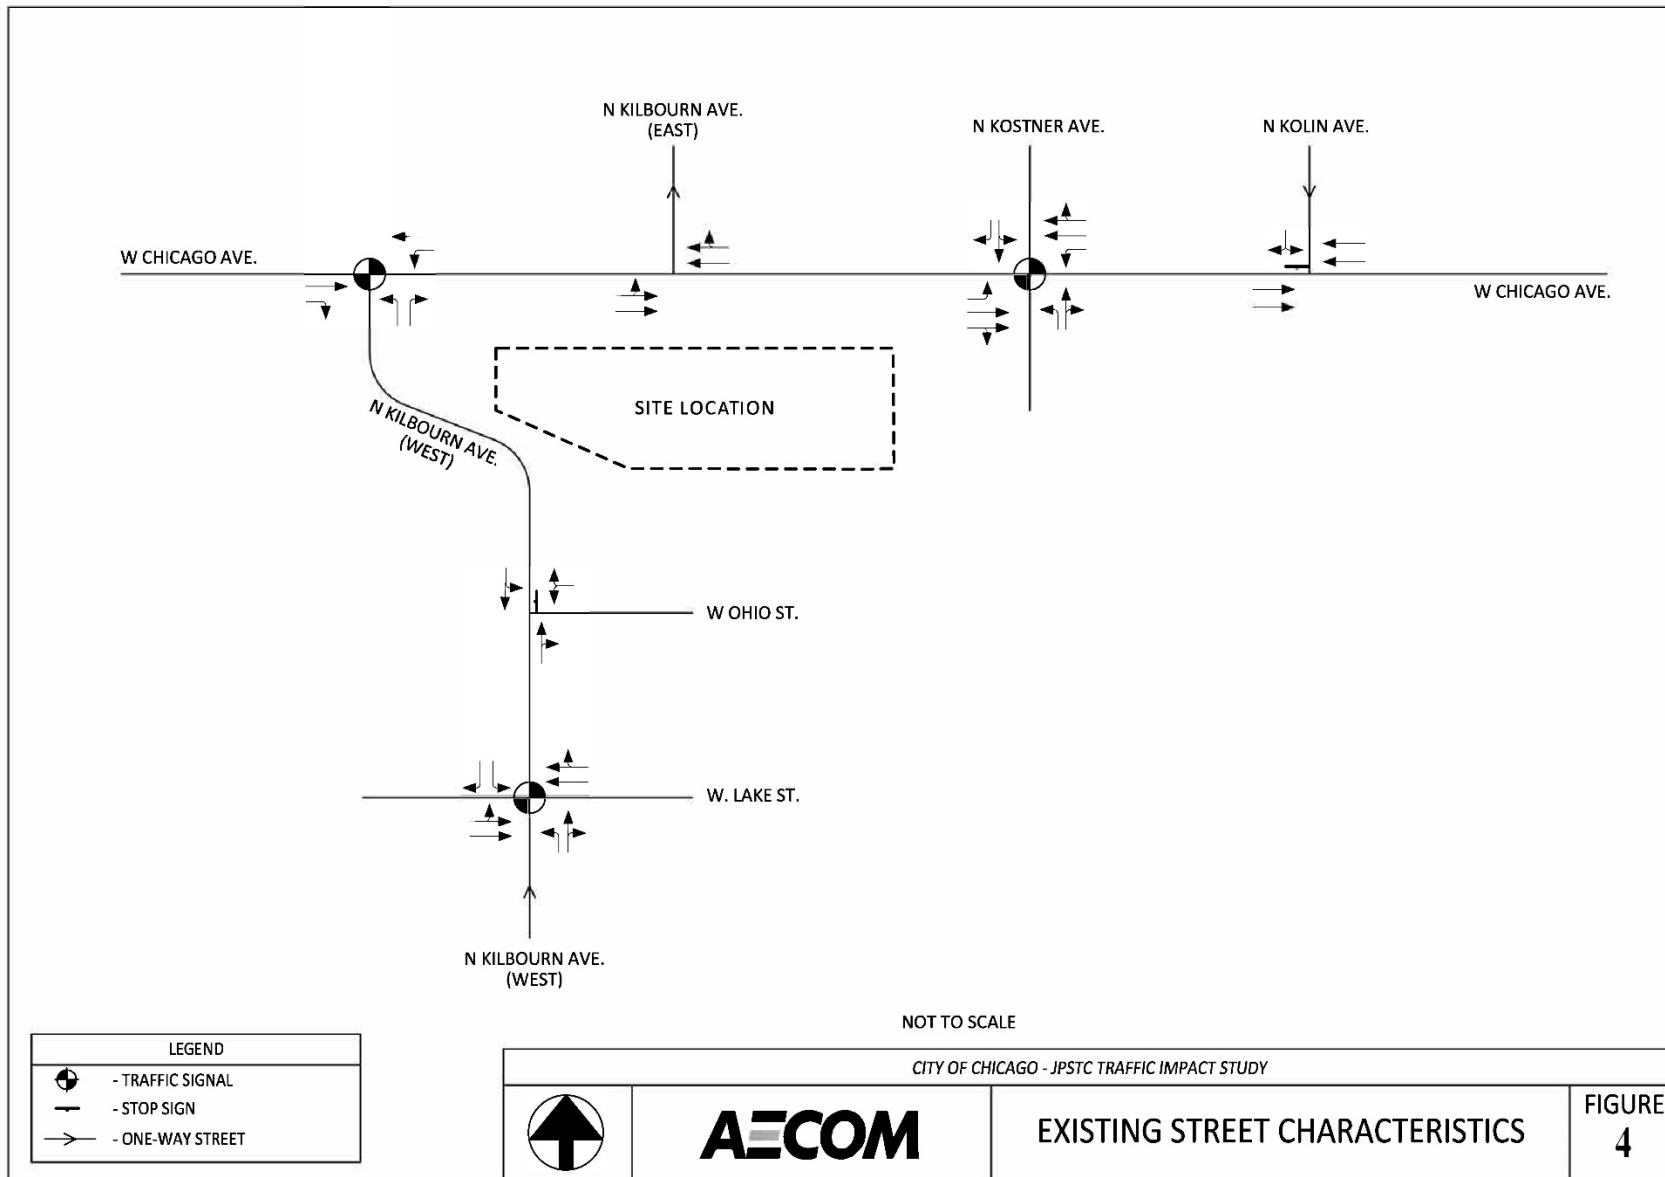 N KILBOURN AVE.
(EAST)
N KOSTNER AVE.
N KOLIN AVE.
W CHICAGO AVE.
W CHICAGO AVE.
SITE LOCATION
N KILBOURN AVE.
(WEST)
W OHIO ST.
W. LAKE ST.
N KILBOURN AVE.
(WEST)
NOT TO SCALE
LEGEND
- TRAFFIC SIGNAL
- STOP SIGN
- ONE-WAY STREET
CITY OF CHICAGO - JPSTC TRAFFIC IMPACT STUDY
AECOM
EXISTING STREET CHARACTERISTICS
FIGURE
4